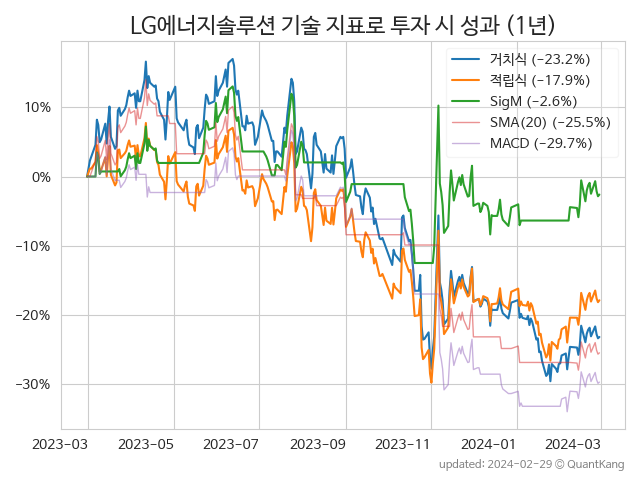 LG에너지솔루션 기술 지표로 투자 시 성과 (1년)
거치식 (−23.2%)
적립식 (−17.9%)
SigM (−2.6%)
SMA(20) (−25.5%)
MACD (−29.7%)
10%
0%
−10%
−20%
−30%
2023-03 2023-05 2023-07 2023-09 2023-11 2024-01 2024-03
updated: 2024-02-29 © QuantKang